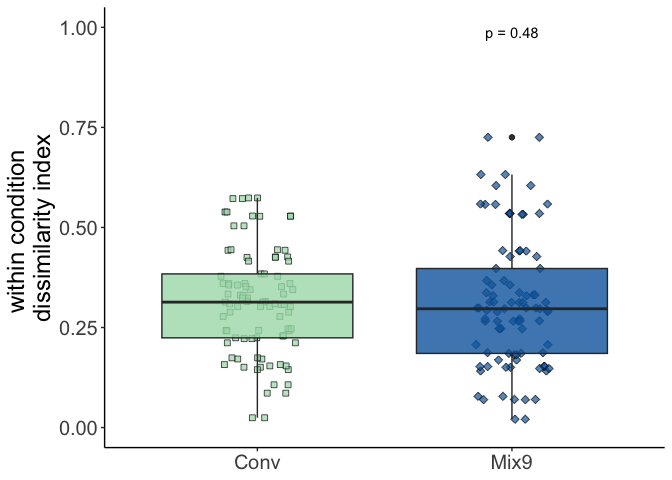 1.00
p = 0.48
0.75
0.50
0.25
0.00
within condition
dissimilarity index
Conv
Mix9